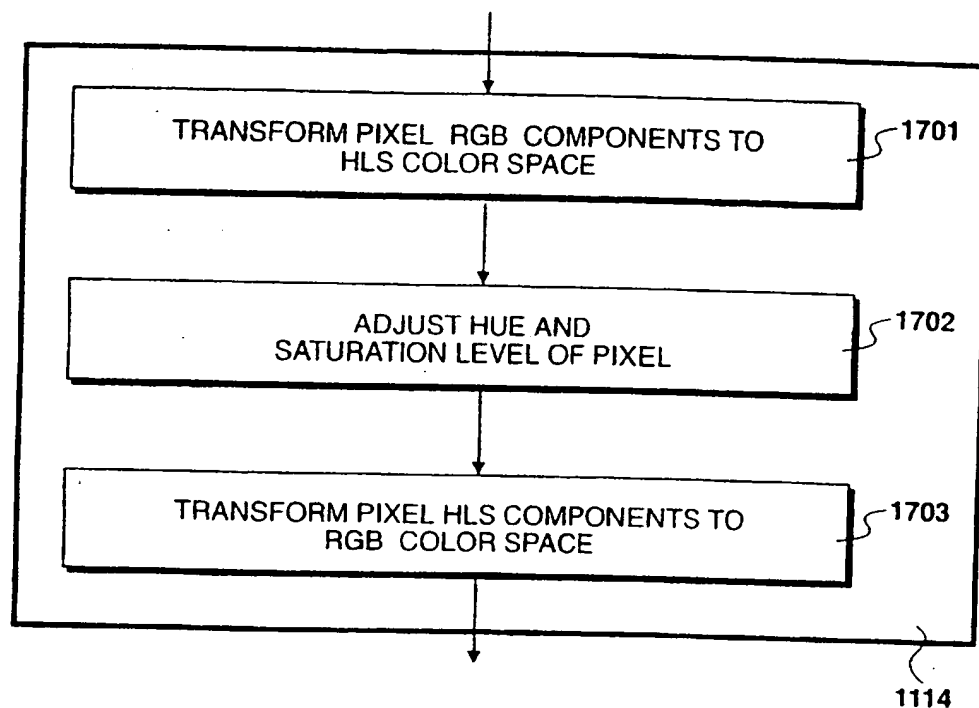 TRANSFORM PIXEL RGB COMPONENTS TO
HLS COLOR SPACE
1701
ADJUST HUE AND
SATURATION LEVEL OF PIXEL
1702
TRANSFORM PIXEL HLS COMPONENTS TO
RGB COLOR SPACE
1703
1114